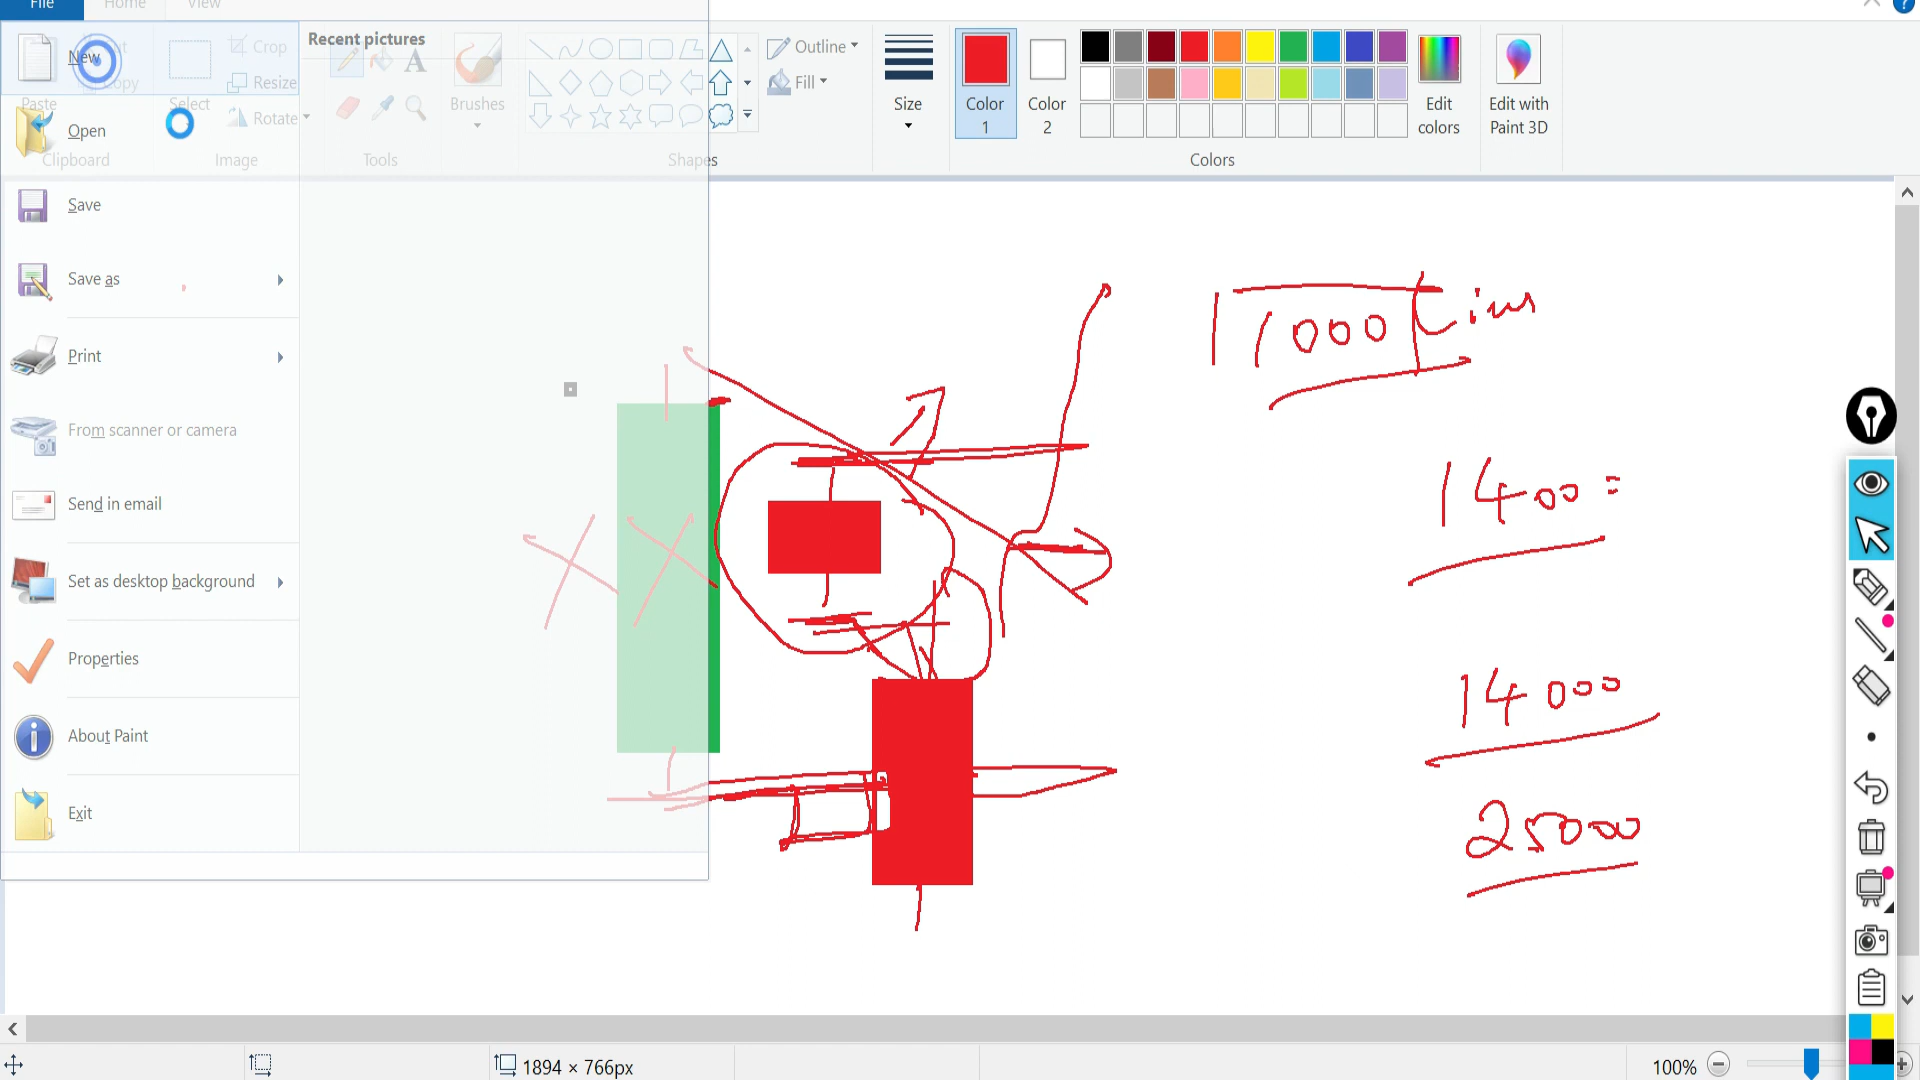 File
Home
View
New
Recent pictures
Cut
Copy
Paste
Crop
Resize
Select
Rotate
Open
Clipboard
Image
Tools
Brushes
Outline
Fill
Shapes
Size
Color
1
Color
2
Edit
colors
Edit with
Paint 3D
Colors
Save
Save as
Print
From scanner or camera
Send in email
Set as desktop background
Properties
About Paint
Exit
1000
1400 =
14000
25000
1894 × 766px
100%